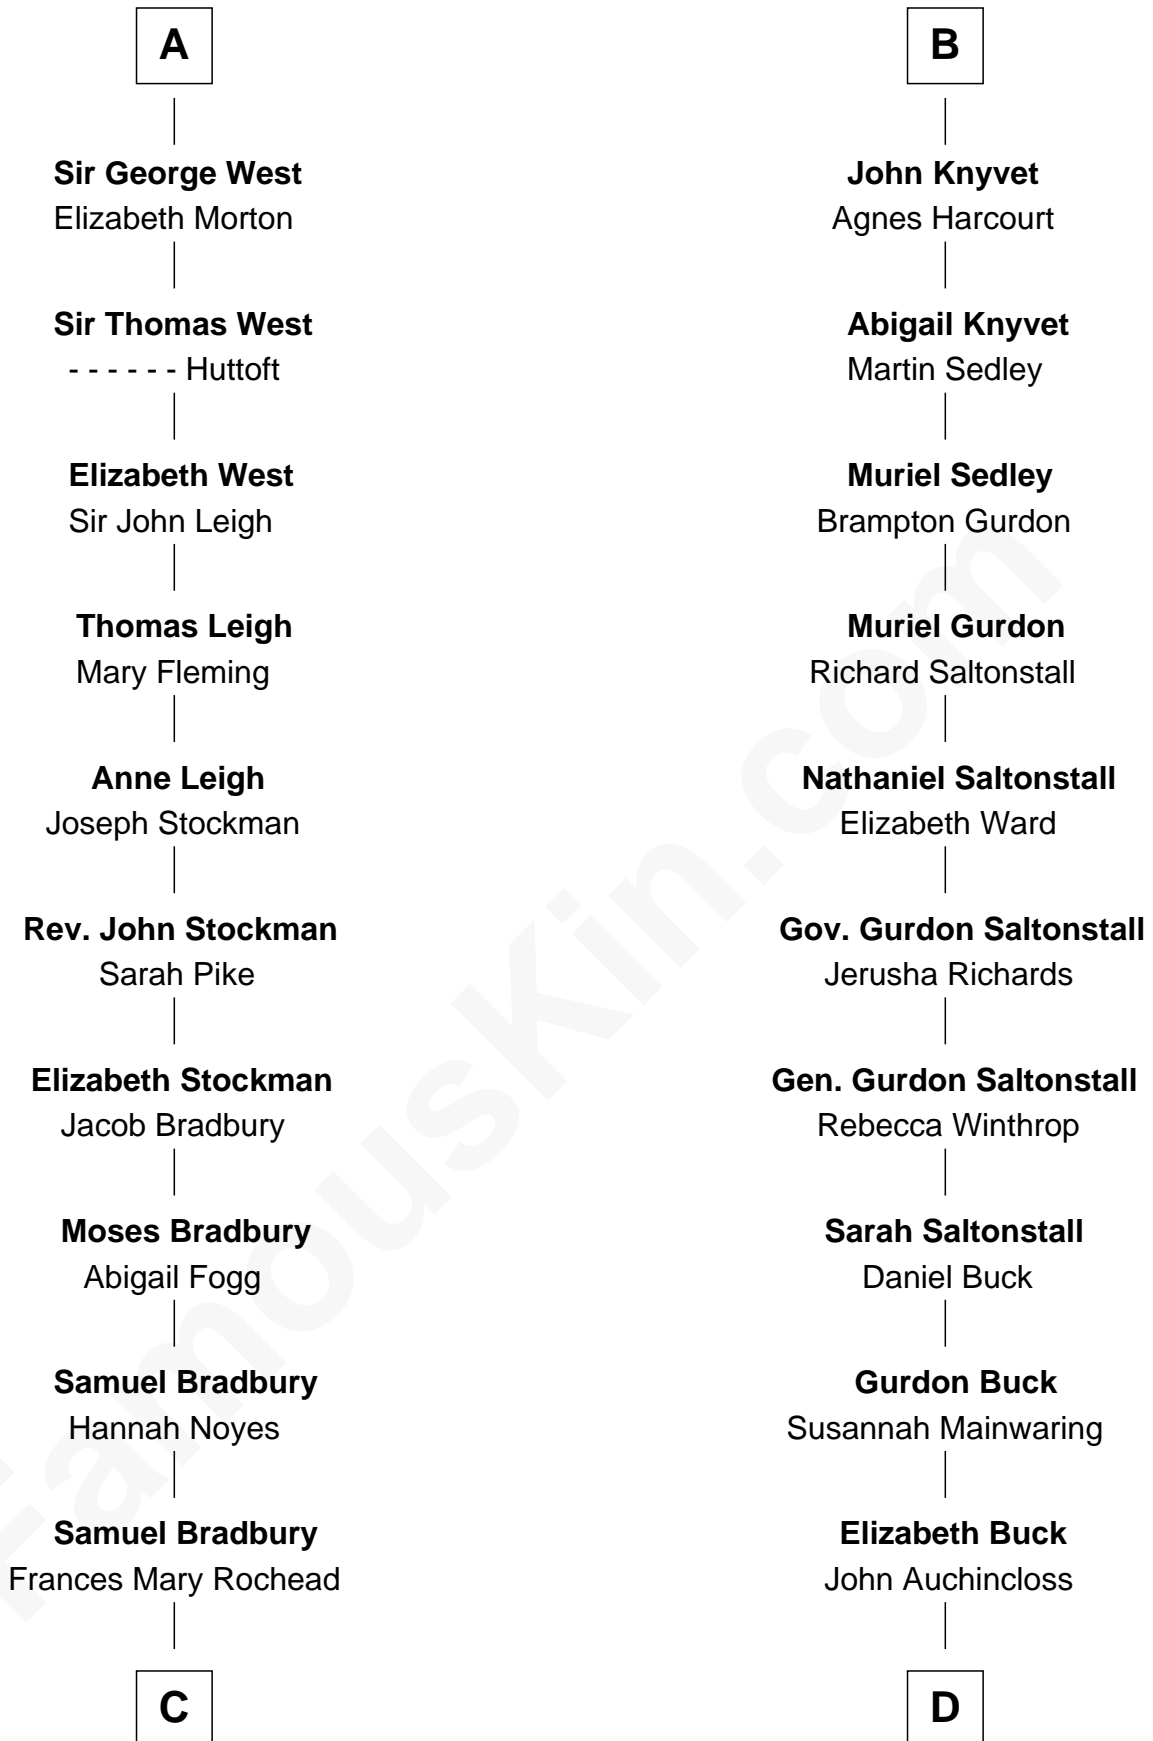 A
Sir George West
Elizabeth Morton
Sir Thomas West
- - - - - - Huttoft
Elizabeth West
Sir John Leigh
Thomas Leigh
Mary Fleming
Anne Leigh
Joseph Stockman
Rev. John Stockman
Sarah Pike
Elizabeth Stockman
Jacob Bradbury
Moses Bradbury
Abigail Fogg
Samuel Bradbury
Hannah Noyes
Samuel Bradbury
Frances Mary Rochead
C
B
John Knyvet
Agnes Harcourt
Abigail Knyvet
Martin Sedley
Muriel Sedley
Brampton Gurdon
Muriel Gurdon
Richard Saltonstall
Nathaniel Saltonstall
Elizabeth Ward
Gov. Gurdon Saltonstall
Jerusha Richards
Gen. Gurdon Saltonstall
Rebecca Winthrop
Sarah Saltonstall
Daniel Buck
Gurdon Buck
Susannah Mainwaring
Elizabeth Buck
John Auchincloss
D
FamousKin.com